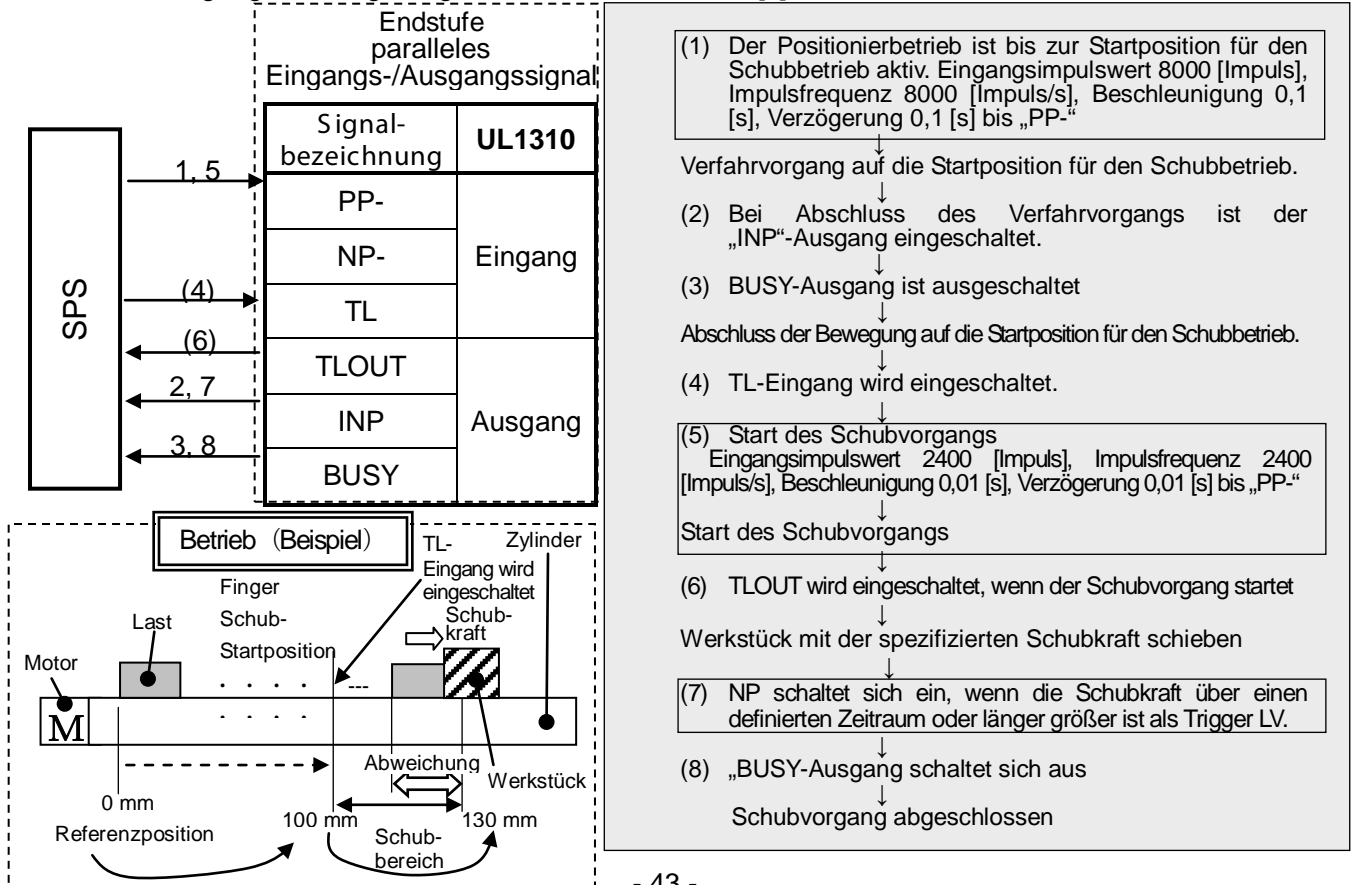 Endstufe
paralleles
Eingangs-/Ausgangssignal
Signal-
bezeichnung
UL1310
PP-
NP-
Eingang
TL
TLOUT
INP
Ausgang
BUSY
SPS
1, 5
(4)
(6)
2, 7
3, 8
Betrieb (Beispiel)
TL-
Eingang wird
eingeschaltet
Zylinder
Finger
Schub-
Startposition
Schub-
kraft
Last
Motor
M
Abweichung
Werkstück
0 mm
Referenzposition
100 mm
130 mm
Schub-
bereich
(1) Der Positionierbetrieb ist bis zur Startposition für den
Schubbetrieb aktiv. Eingangsimpulswert 8000 [Impuls],
Impulsfrequenz 8000 [Impuls/s], Beschleunigung 0,1
[s], Verzögerung 0,1 [s] bis „PP-“
↓
Verfahrvorgang auf die Startposition für den Schubbetrieb.
↓
(2) Bei Abschluss des Verfahrvorgangs ist der
„INP“-Ausgang eingeschaltet.
↓
(3) BUSY-Ausgang ist ausgeschaltet
↓
Abschluss der Bewegung auf die Startposition für den Schubbetrieb.
↓
(4) TL-Eingang wird eingeschaltet.
↓
(5) Start des Schubvorgangs
Eingangsimpulswert 2400 [Impuls], Impulsfrequenz 2400
[Impuls/s], Beschleunigung 0,01 [s], Verzögerung 0,01 [s] bis „PP-“
↓
Start des Schubvorgangs
↓
(6) TLOUT wird eingeschaltet, wenn der Schubvorgang startet
↓
Werkstück mit der spezifizierten Schubkraft schieben
↓
(7) NP schaltet sich ein, wenn die Schubkraft über einen
definierten Zeitraum oder länger größer ist als Trigger LV.
↓
(8) „BUSY-Ausgang schaltet sich aus
↓
Schubvorgang abgeschlossen
- 43 -